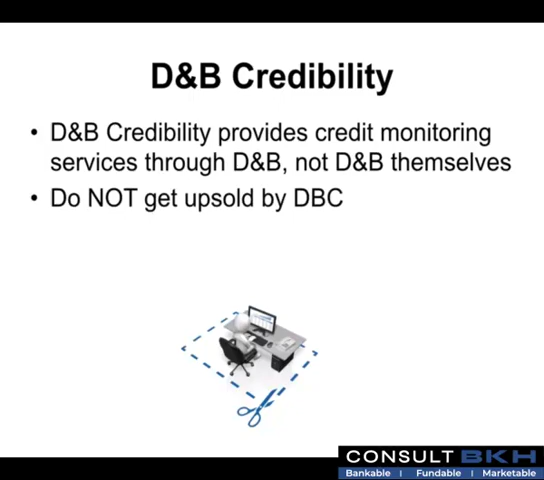 D&B Credibility
• D&B Credibility provides credit monitoring
services through D&B, not D&B themselves
• Do NOT get upsold by DBC
CONSULT BKH
Bankable | Fundable | Marketable